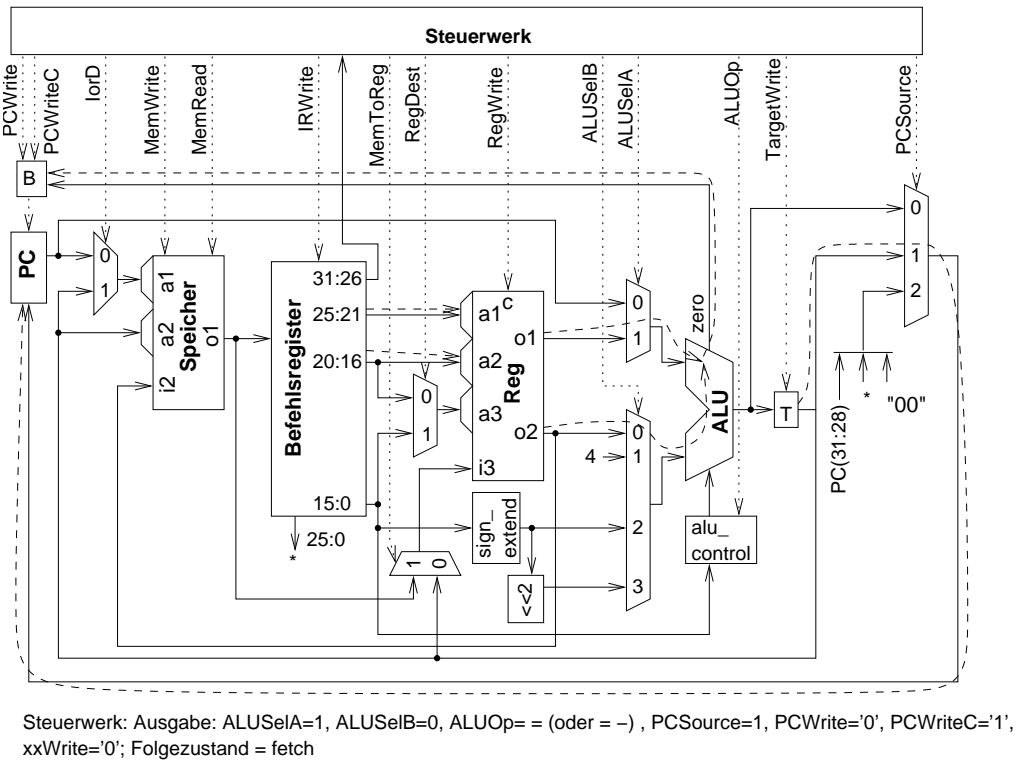 Steuerwerk
PCWrite
PCWriteC
IorD
MemWrite
MemRead
IRWrite
MemToReg
RegDest
RegWrite
ALUSelB
ALUSelA
ALUOp
TargetWrite
PCSource
B
PC
0
1
a1
a2
i2
o1
Speicher
Befehlsregister
31:26
25:21
20:16
15:0
25:0
*
0
1
a1
c
a2
a3
i3
o1
o2
Reg
1
0
sign_
extend
<<2
0
1
4
0
1
2
3
zero
ALU
alu_
control
T
0
1
2
PC(31:28)
*
"00"
Steuerwerk: Ausgabe: ALUSelA=1, ALUSelB=0, ALUOp= = (oder = −) , PCSource=1, PCWrite='0', PCWriteC='1',
xxWrite='0'; Folgezustand = fetch